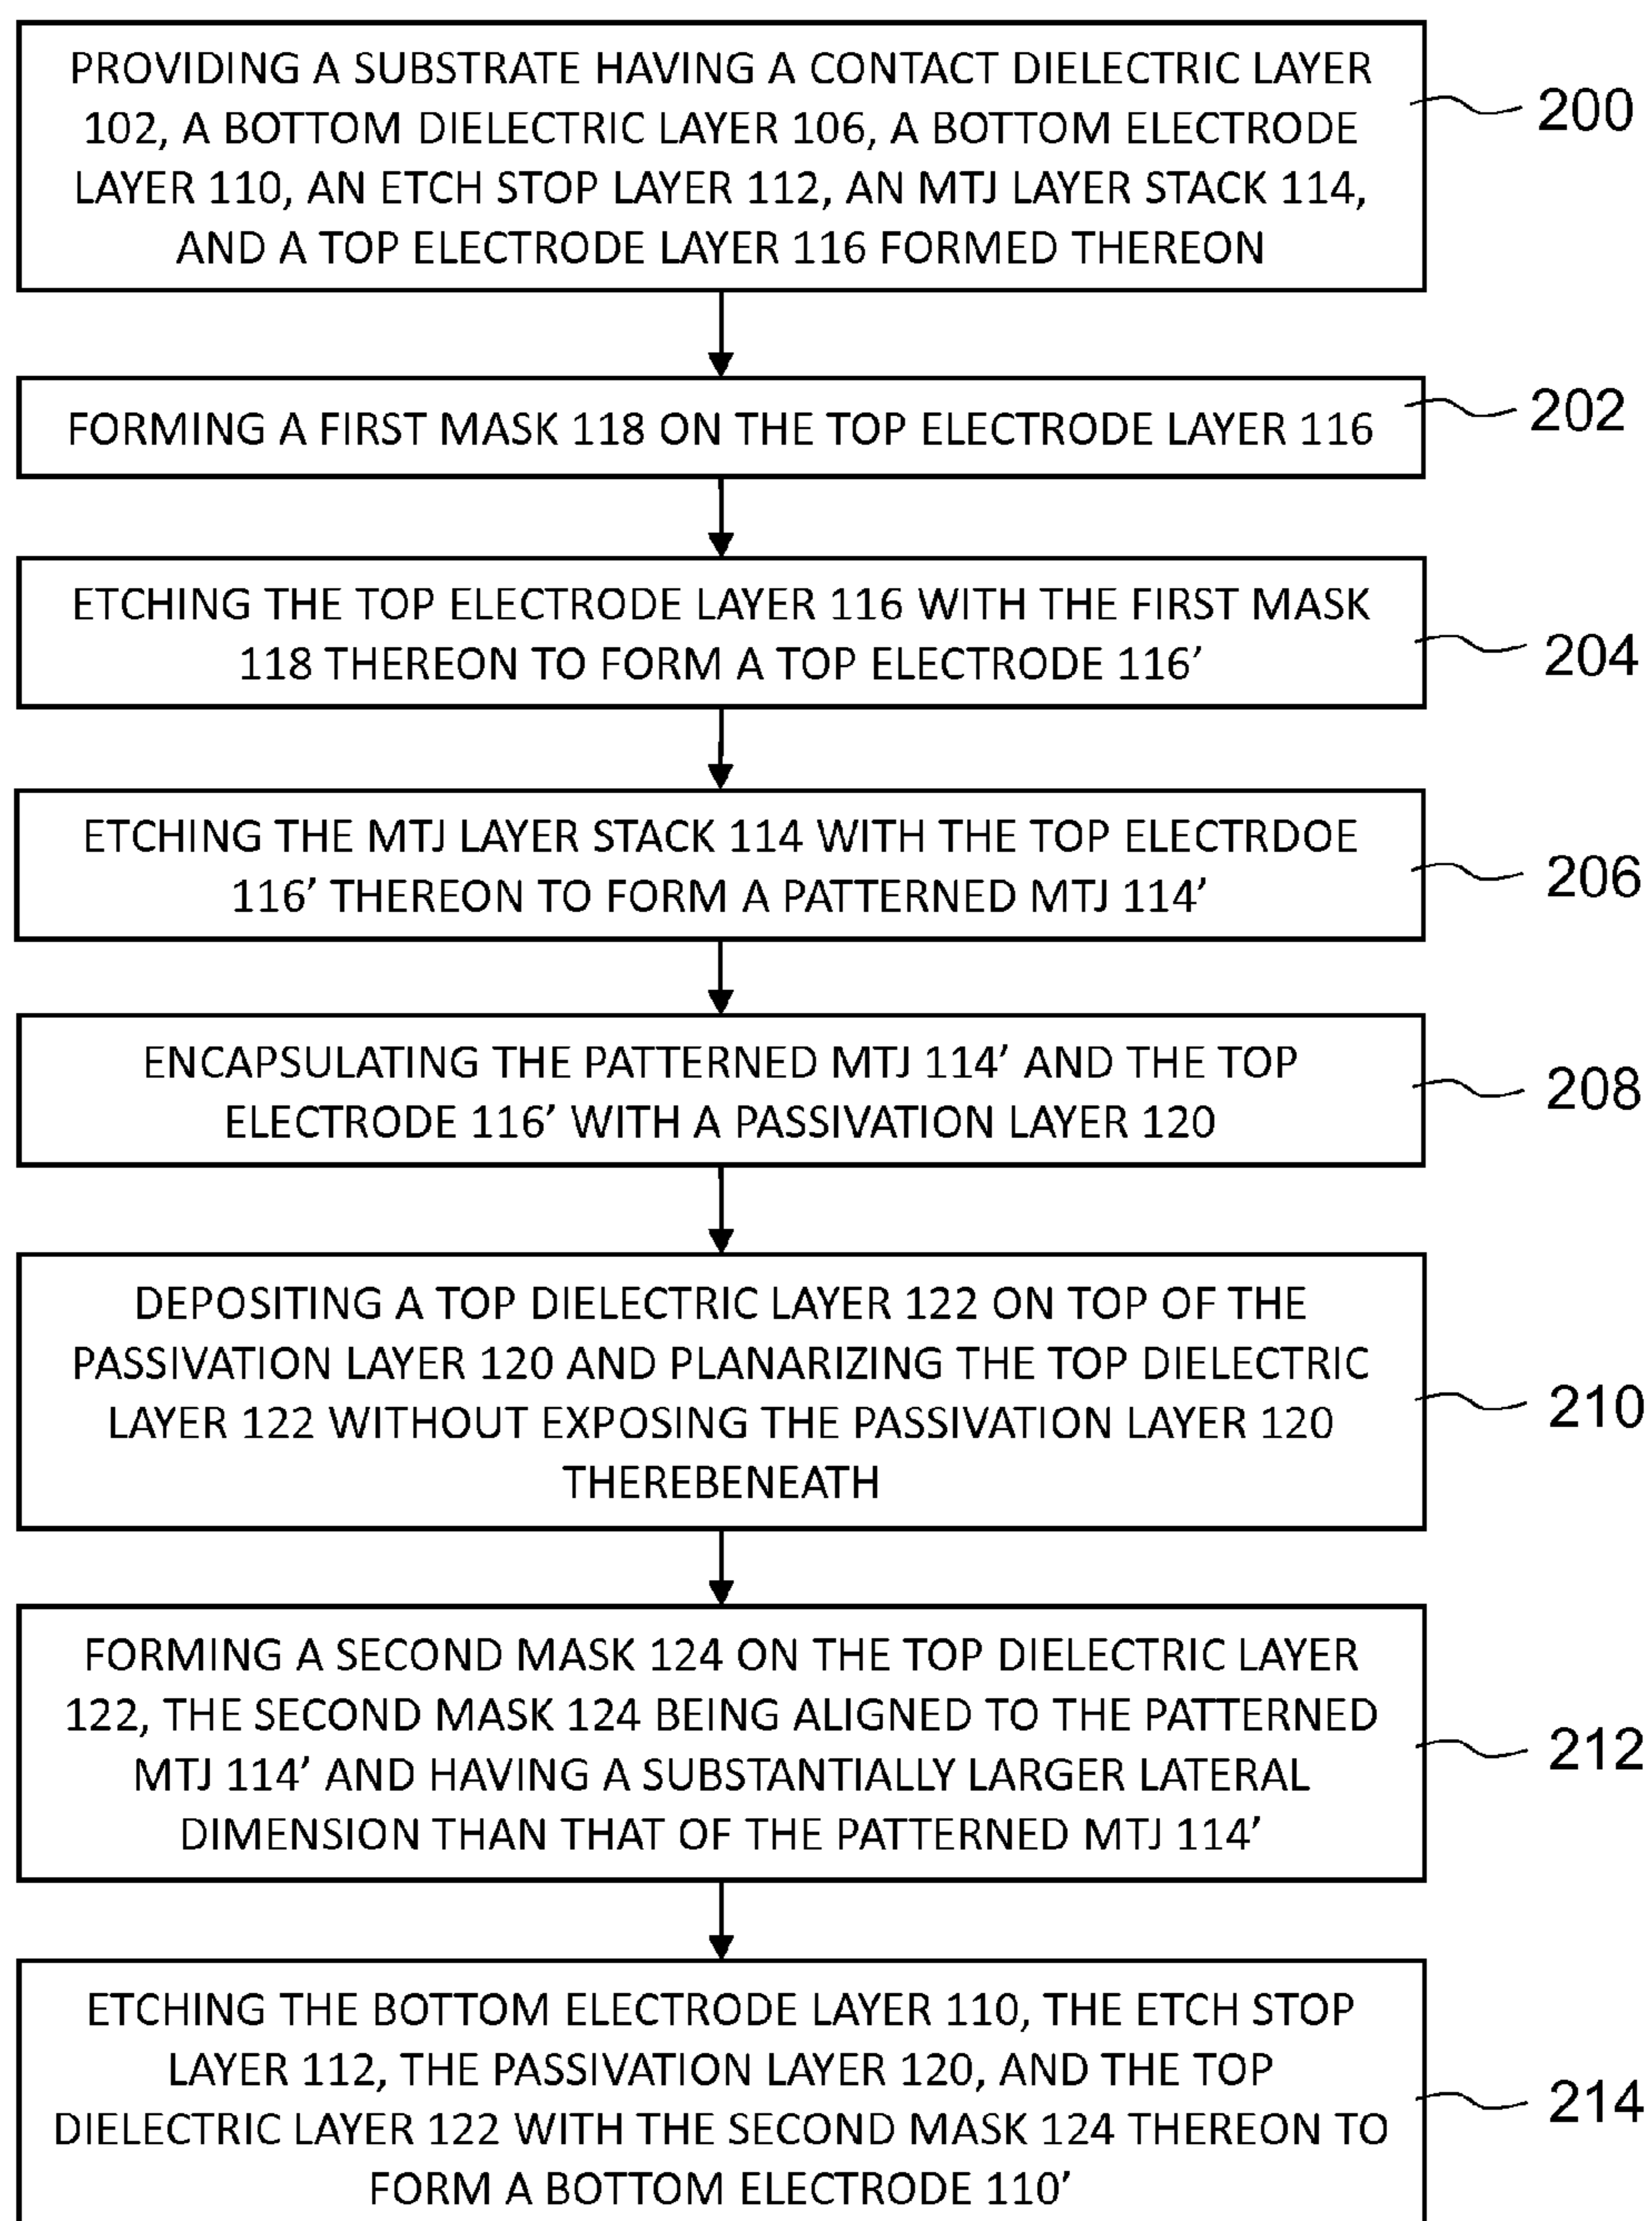 PROVIDING A SUBSTRATE HAVING A CONTACT DIELECTRIC LAYER
102, A BOTTOM DIELECTRIC LAYER 106, A BOTTOM ELECTRODE
LAYER 110, AN ETCH STOP LAYER 112, AN MTJ LAYER STACK 114,
AND A TOP ELECTRODE LAYER 116 FORMED THEREON
200
FORMING A FIRST MASK 118 ON THE TOP ELECTRODE LAYER 116
202
ETCHING THE TOP ELECTRODE LAYER 116 WITH THE FIRST MASK
118 THEREON TO FORM A TOP ELECTRODE 116’
204
ETCHING THE MTJ LAYER STACK 114 WITH THE TOP ELECTRDOE
116’ THEREON TO FORM A PATTERNED MTJ 114’
206
ENCAPSULATING THE PATTERNED MTJ 114’ AND THE TOP
ELECTRODE 116’ WITH A PASSIVATION LAYER 120
208
DEPOSITING A TOP DIELECTRIC LAYER 122 ON TOP OF THE
PASSIVATION LAYER 120 AND PLANARIZING THE TOP DIELECTRIC
LAYER 122 WITHOUT EXPOSING THE PASSIVATION LAYER 120
THEREBENEATH
210
FORMING A SECOND MASK 124 ON THE TOP DIELECTRIC LAYER
122, THE SECOND MASK 124 BEING ALIGNED TO THE PATTERNED
MTJ 114’ AND HAVING A SUBSTANTIALLY LARGER LATERAL
DIMENSION THAN THAT OF THE PATTERNED MTJ 114’
212
ETCHING THE BOTTOM ELECTRODE LAYER 110, THE ETCH STOP
LAYER 112, THE PASSIVATION LAYER 120, AND THE TOP
DIELECTRIC LAYER 122 WITH THE SECOND MASK 124 THEREON TO
FORM A BOTTOM ELECTRODE 110’
214